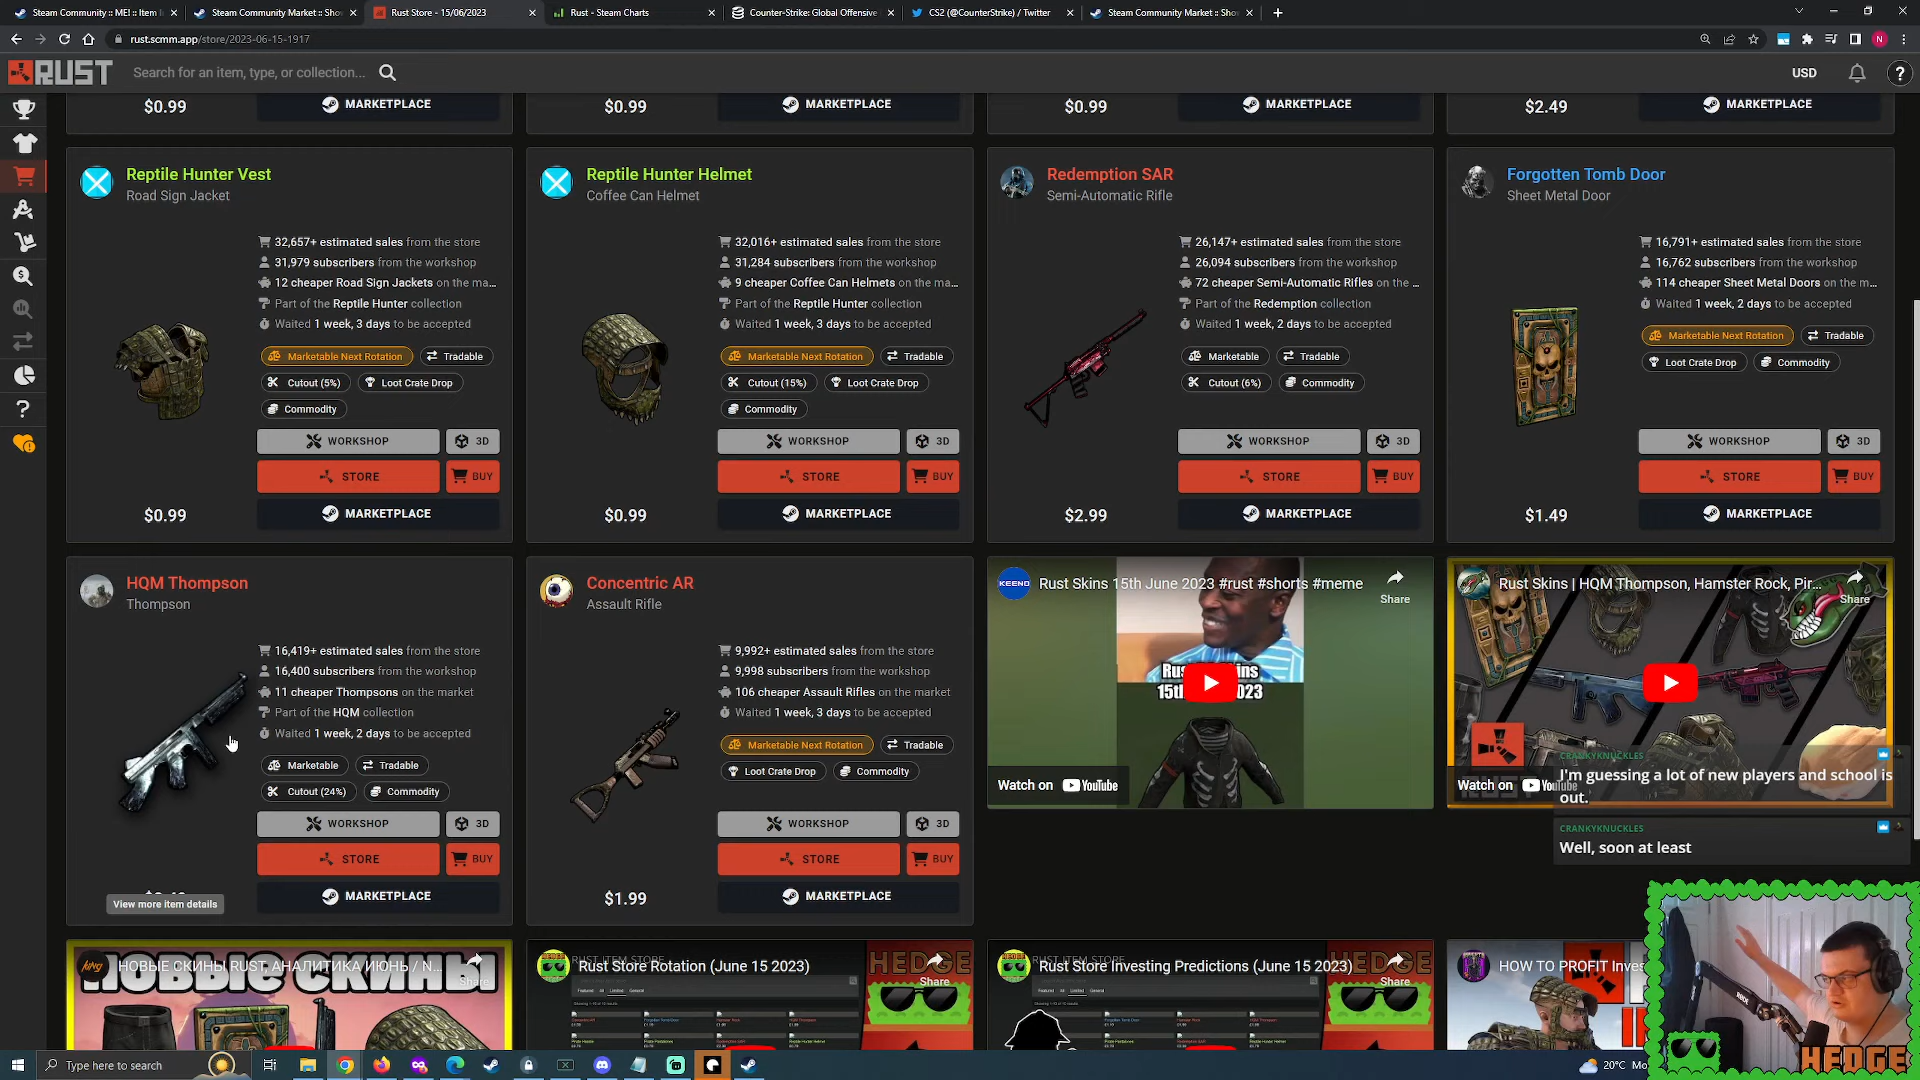 Steam Community :: ME! :: Item I
Steam Community Market :: Show
Rust Store - 15/06/2023
Rust - Steam Charts
Counter-Strike: Global Offensive
CS2 (@CounterStrike) / Twitter
Steam Community Market :: Show
rust.scmm.app/store/2023-06-15-1917
N
RUST
Search for an item, type, or collection...
USD
?
$0.99
MARKETPLACE
$0.99
MARKETPLACE
$0.99
MARKETPLACE
$2.49
MARKETPLACE
Reptile Hunter Vest
Road Sign Jacket
32,657+ estimated sales from the store
31,979 subscribers from the workshop
12 cheaper Road Sign Jackets on the ma...
Part of the Reptile Hunter collection
Waited 1 week, 3 days to be accepted
Marketable Next Rotation
Tradable
Cutout (5%)
Loot Crate Drop
Commodity
WORKSHOP
3D
STORE
BUY
$0.99
MARKETPLACE
Reptile Hunter Helmet
Coffee Can Helmet
32,016+ estimated sales from the store
31,284 subscribers from the workshop
9 cheaper Coffee Can Helmets on the ma...
Part of the Reptile Hunter collection
Waited 1 week, 3 days to be accepted
Marketable Next Rotation
Tradable
Cutout (15%)
Loot Crate Drop
Commodity
WORKSHOP
3D
STORE
BUY
$0.99
MARKETPLACE
Redemption SAR
Semi-Automatic Rifle
26,147+ estimated sales from the store
26,094 subscribers from the workshop
72 cheaper Semi-Automatic Rifles on the ...
Part of the Redemption collection
Waited 1 week, 2 days to be accepted
Marketable
Tradable
Cutout (6%)
Commodity
WORKSHOP
3D
STORE
BUY
$2.99
MARKETPLACE
Forgotten Tomb Door
Sheet Metal Door
16,791+ estimated sales from the store
16,762 subscribers from the workshop
114 cheaper Sheet Metal Doors on the m...
Waited 1 week, 2 days to be accepted
Marketable Next Rotation
Tradable
Loot Crate Drop
Commodity
WORKSHOP
3D
STORE
BUY
$1.49
MARKETPLACE
HQM Thompson
Thompson
16,419+ estimated sales from the store
16,400 subscribers from the workshop
11 cheaper Thompsons on the market
Part of the HQM collection
Waited 1 week, 2 days to be accepted
Marketable
Tradable
Cutout (24%)
Commodity
WORKSHOP
3D
STORE
BUY
View more item details
MARKETPLACE
Concentric AR
Assault Rifle
9,992+ estimated sales from the store
9,998 subscribers from the workshop
106 cheaper Assault Rifles on the market
Waited 1 week, 3 days to be accepted
Marketable Next Rotation
Tradable
Loot Crate Drop
Commodity
WORKSHOP
3D
STORE
BUY
$1.99
MARKETPLACE
KEENO
Rust Skins 15th June 2023 #rust #shorts #meme
Share
Watch on YouTube
Rust Skins | HQM Thompson, Hamster Rock, Pir...
Share
Watch on YouTube
CRANKYKNUCKLES
I'm guessing a lot of new players and school is
out.
CRANKYKNUCKLES
Well, soon at least
king
НОВЫЕ СКИНЫ RUST, АНАЛИТИКА ИЮНЬ / N...
НОВЫЕ СКИНЫ
Share
RUST ITEM STORE
Rust Store Rotation (June 15 2023)
HEDGE
Share
RUST ITEM STORE
Rust Store Investing Predictions (June 15 2023)
HEDGE
Share
HOW TO PROFIT Inves
RODE
HEDGE
Type here to search
20°C